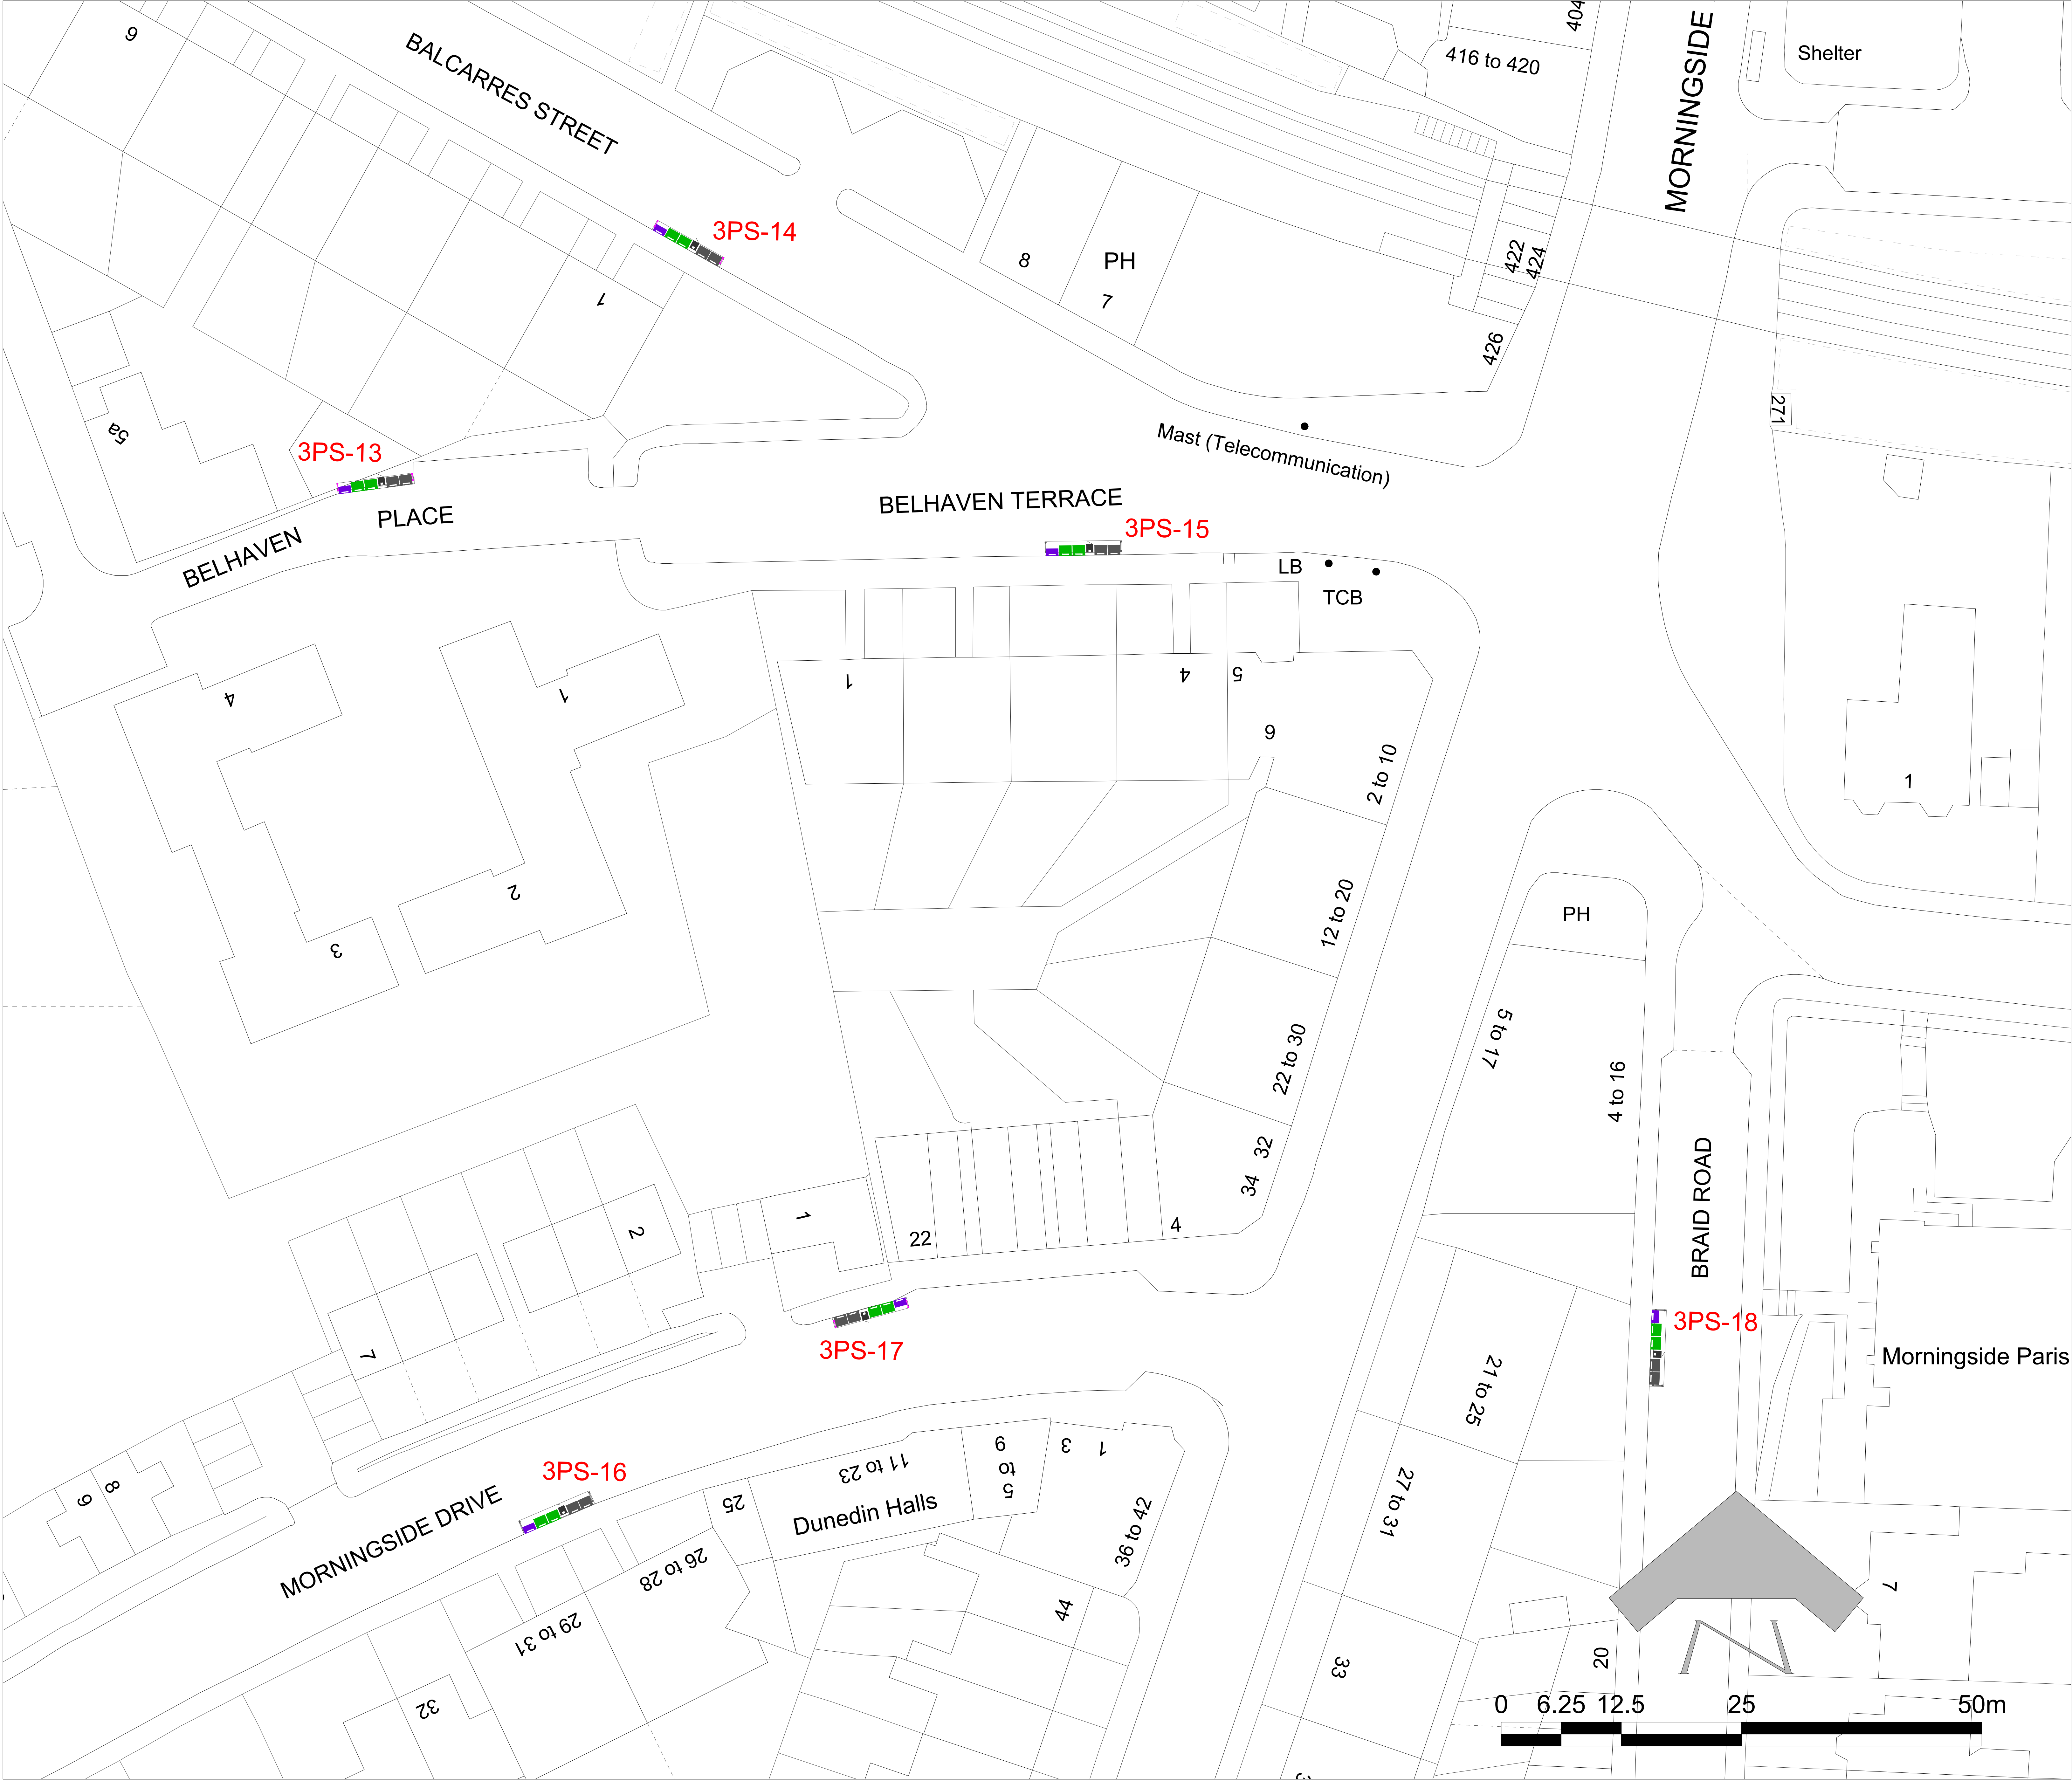 9
BALCARRES STREET
416 to 420
404
MORNINGSIDE
Shelter
3PS-14
8
PH
7
422
424
426
1
271
5a
3PS-13
Mast (Telecommunication)
BELHAVEN
PLACE
BELHAVEN TERRACE
3PS-15
LB
TCB
4
1
1
4
5
9
2 to 10
1
2
3
12 to 20
PH
5 to 17
4 to 16
22 to 30
32
34
BRAID ROAD
2
1
22
4
7
3PS-17
3PS-18
Morningside Paris
21 to 25
3PS-16
MORNINGSIDE DRIVE
9
8
25
11 to 23
Dunedin Halls
5
to
9
3
1
36 to 42
27 to 31
26 to 28
29 to 31
32
44
33
20
7
N
0 6.25 12.5 25 50m